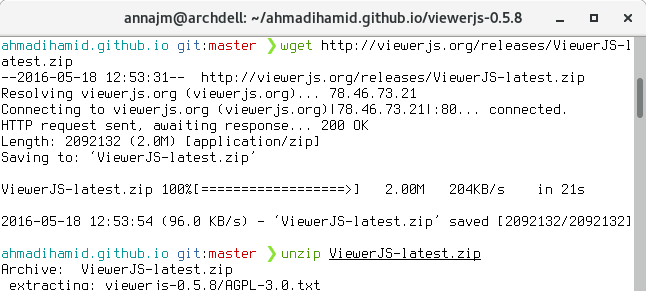 annajm@archdell: ~/ahmadihamid.github.io/viewerjs-0.5.8
ahmadihamid.github.io git:master ❯wget http://viewerjs.org/releases/ViewerJS-l
atest.zip
--2016-05-18 12:53:31--  http://viewerjs.org/releases/ViewerJS-latest.zip
Resolving viewerjs.org (viewerjs.org)... 78.46.73.21
Connecting to viewerjs.org (viewerjs.org)|78.46.73.21|:80... connected.
HTTP request sent, awaiting response... 200 OK
Length: 2092132 (2.0M) [application/zip]
Saving to: ‘ViewerJS-latest.zip’
ViewerJS-latest.zip 100%[==================>]   2.00M   204KB/s    in 21s
2016-05-18 12:53:54 (96.0 KB/s) - ‘ViewerJS-latest.zip’ saved [2092132/2092132]
ahmadihamid.github.io git:master ❯unzip ViewerJS-latest.zip
Archive:  ViewerJS-latest.zip
 extracting: viewerjs-0.5.8/AGPL-3.0.txt